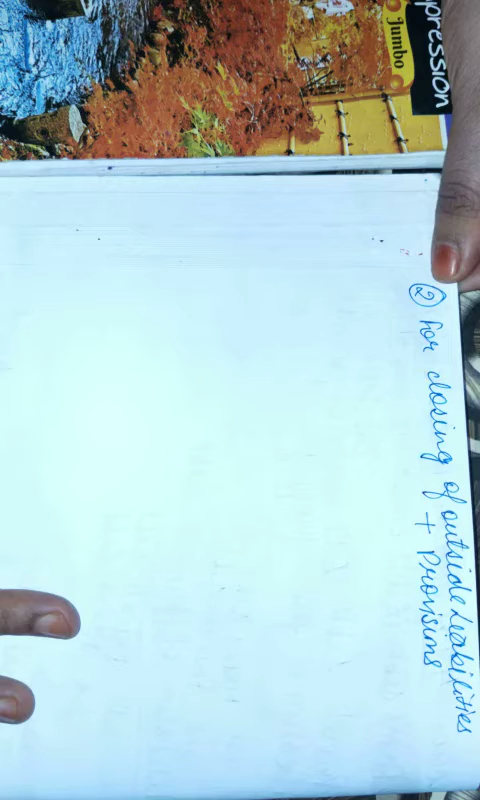 Jumbo
pression
② For closing of outside Liabilities
+ Provisions